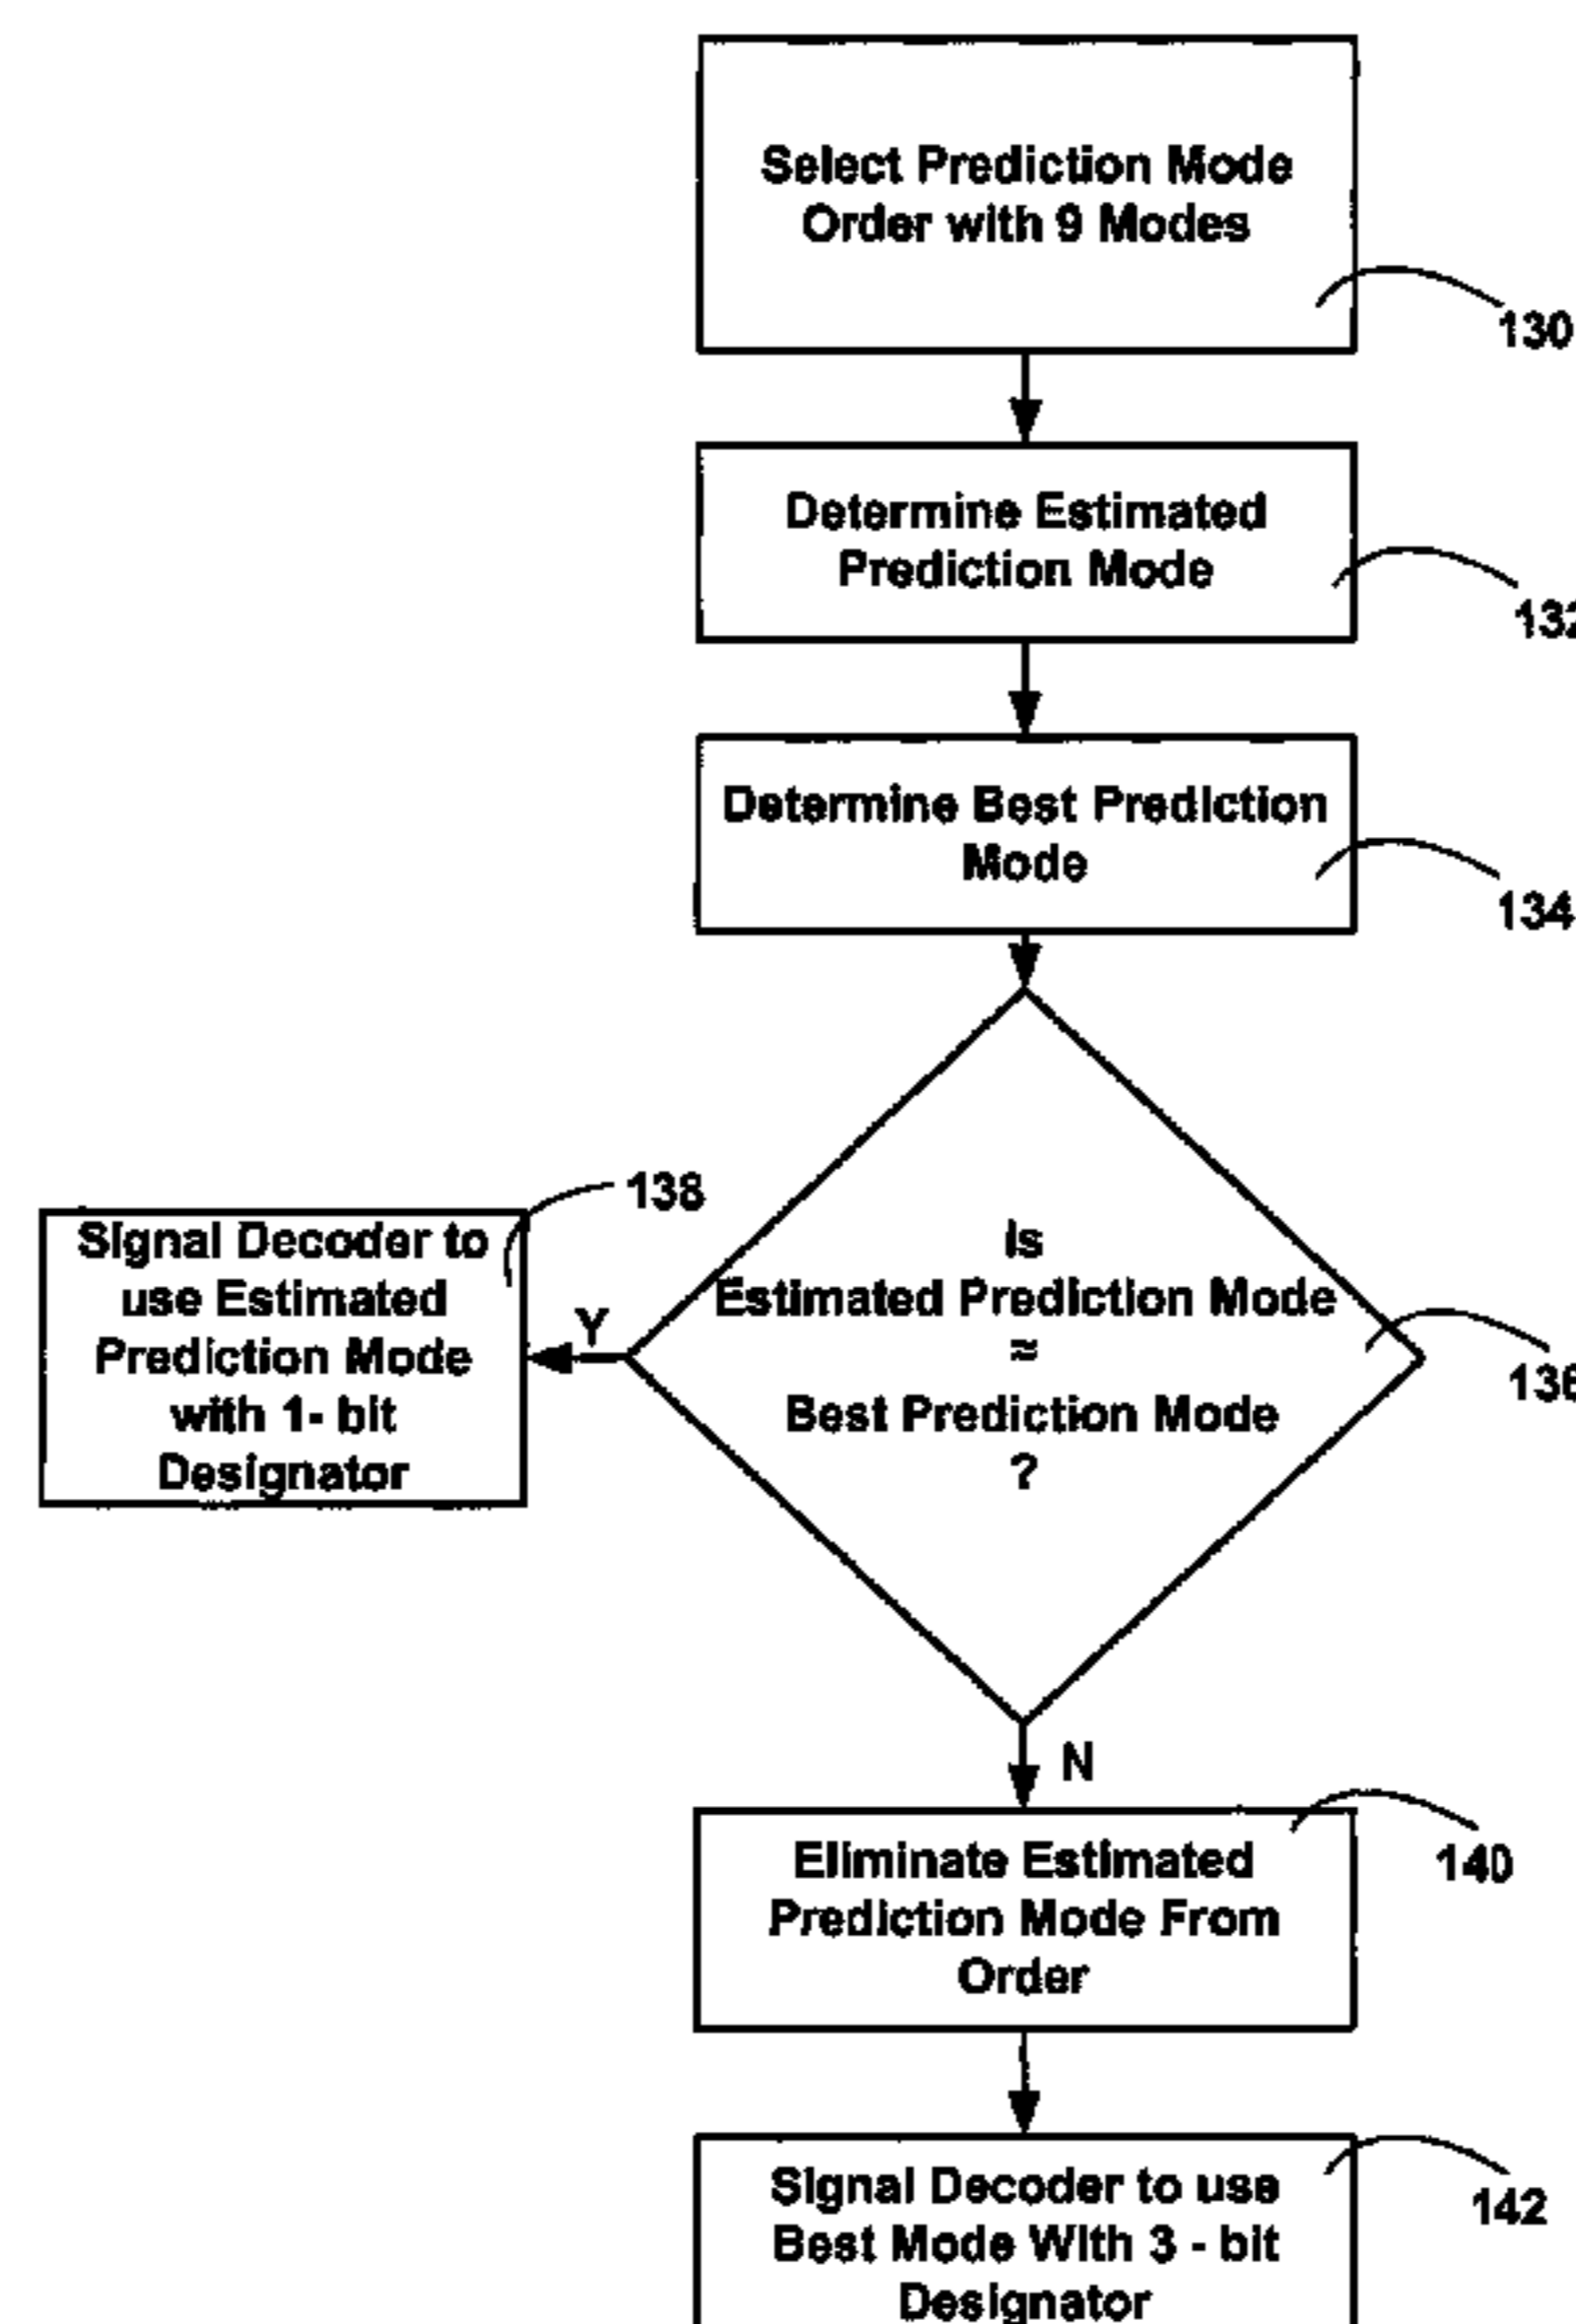 Select Prediction Mode
Order with 9 Modes
130
Determine Estimated
Prediction Mode
132
Determine Best Prediction
Mode
134
138
Signal Decoder to
use Estimated
Prediction Mode
with 1- bit
Designator
Y
Is
Estimated Prediction Mode
=
Best Prediction Mode
?
136
N
Eliminate Estimated
Prediction Mode From
Order
140
Signal Decoder to use
Best Mode With 3 - bit
Designator
142